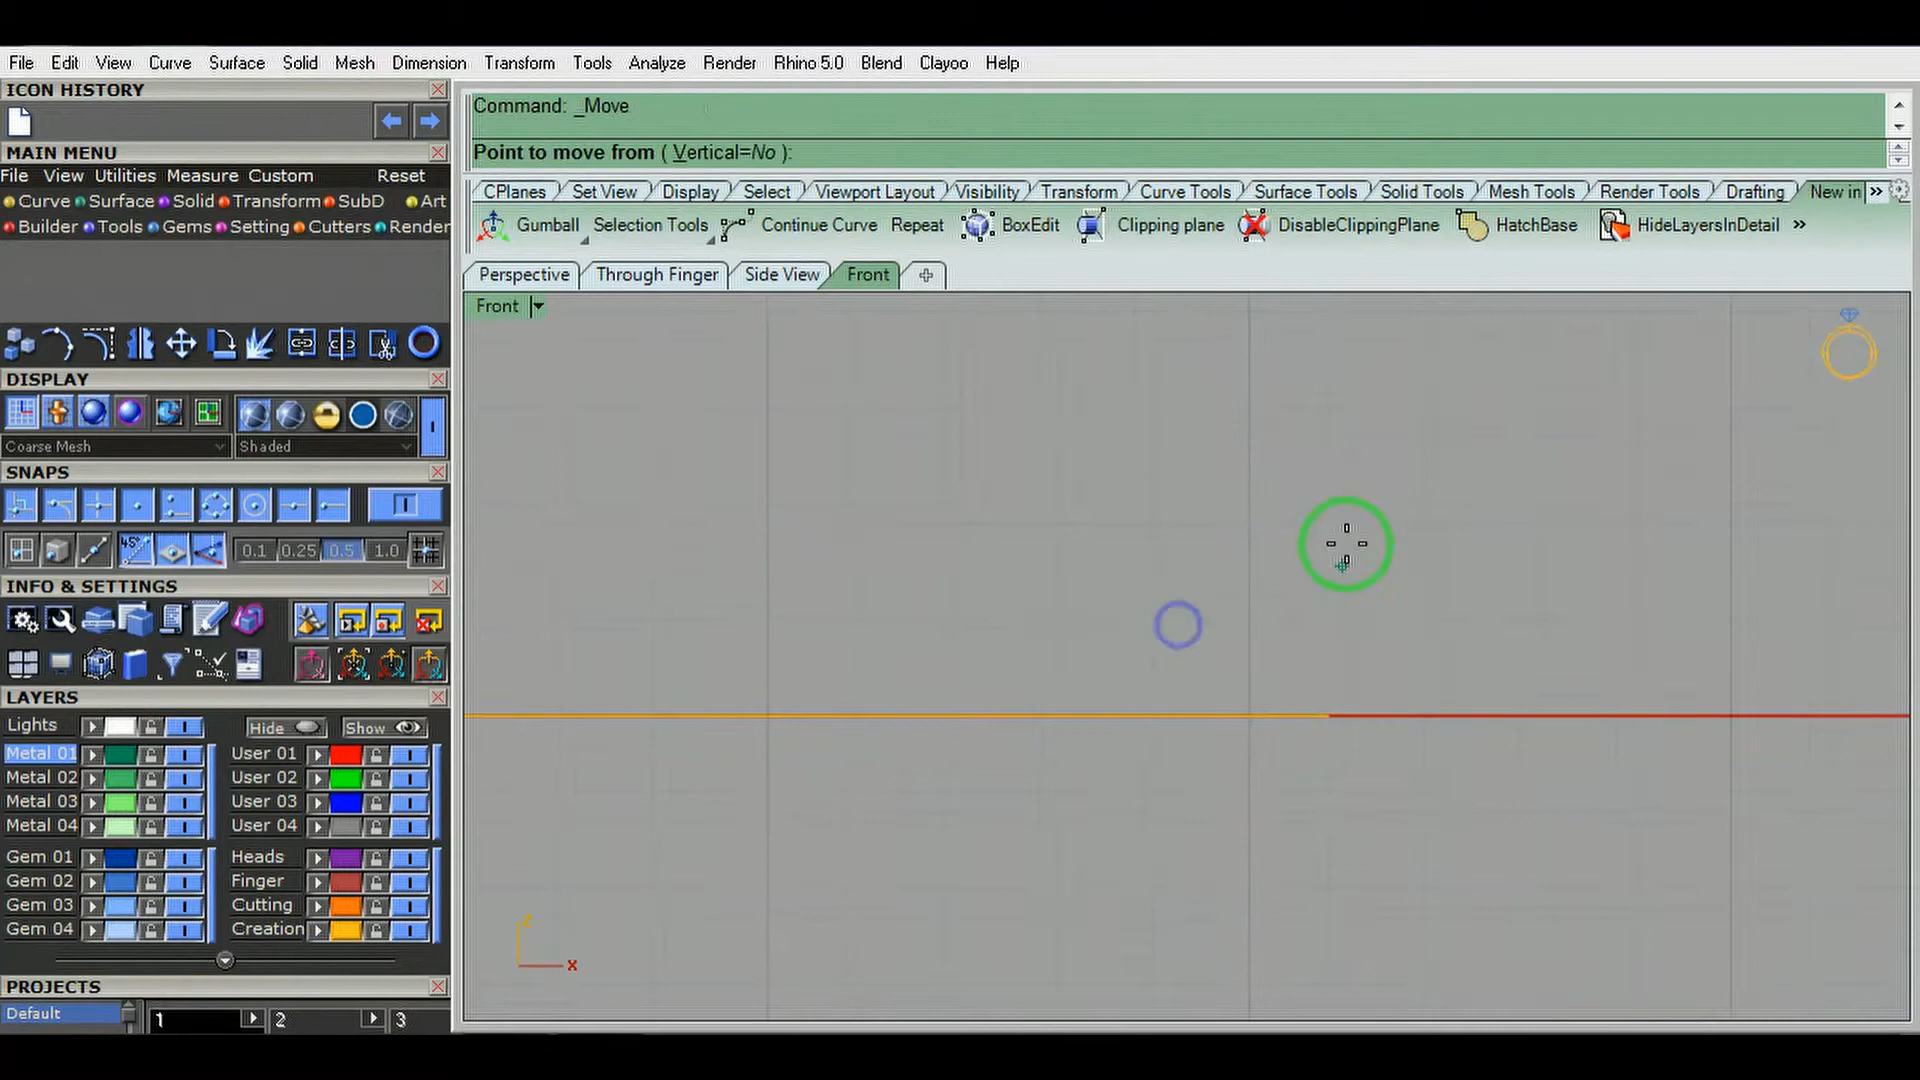 File Edit View Curve Surface Solid Mesh Dimension Transform Tools Analyze Render Rhino 5.0 Blend Clayoo Help
ICON HISTORY
MAIN MENU
File View Utilities Measure Custom Reset
Curve Surface Solid Transform SubD Art
Builder Tools Gems Setting Cutters Render
DISPLAY
Coarse Mesh Shaded
SNAPS
45° 0.1 0.25 0.5 1.0
INFO & SETTINGS
LAYERS
Lights Hide Show
Metal 01 User 01
Metal 02 User 02
Metal 03 User 03
Metal 04 User 04
Gem 01 Heads
Gem 02 Finger
Gem 03 Cutting
Gem 04 Creation
PROJECTS
Default 1 2 3
Command: _Move
Point to move from ( Vertical=No ):
CPlanes Set View Display Select Viewport Layout Visibility Transform Curve Tools Surface Tools Solid Tools Mesh Tools Render Tools Drafting New in »
Gumball Selection Tools Continue Curve Repeat BoxEdit Clipping plane DisableClippingPlane HatchBase HideLayersInDetail »
Perspective Through Finger Side View Front
Front
z
x